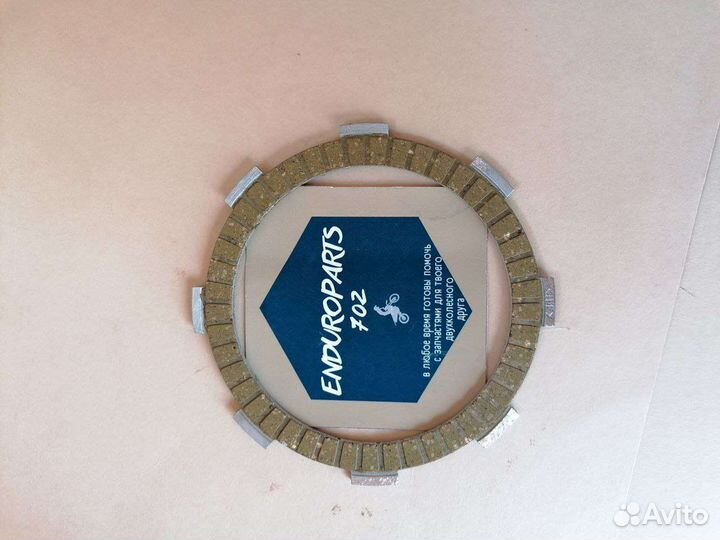 ENDUROPARTS
702
В ЛЮБОЕ ВРЕМЯ ГОТОВЫ ПОМОЧЬ
С ЗАПЧАСТЯМИ ДЛЯ ТВОЕГО
ДВУХКОЛЕСНОГО
ДРУГА
Avito